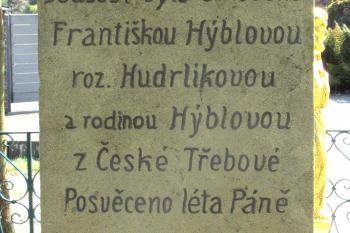 Františkou Hýblovou
roz. Hudrlíkovou
a rodinou Hýblovou
z České Třebové
Posvěceno léta Páně